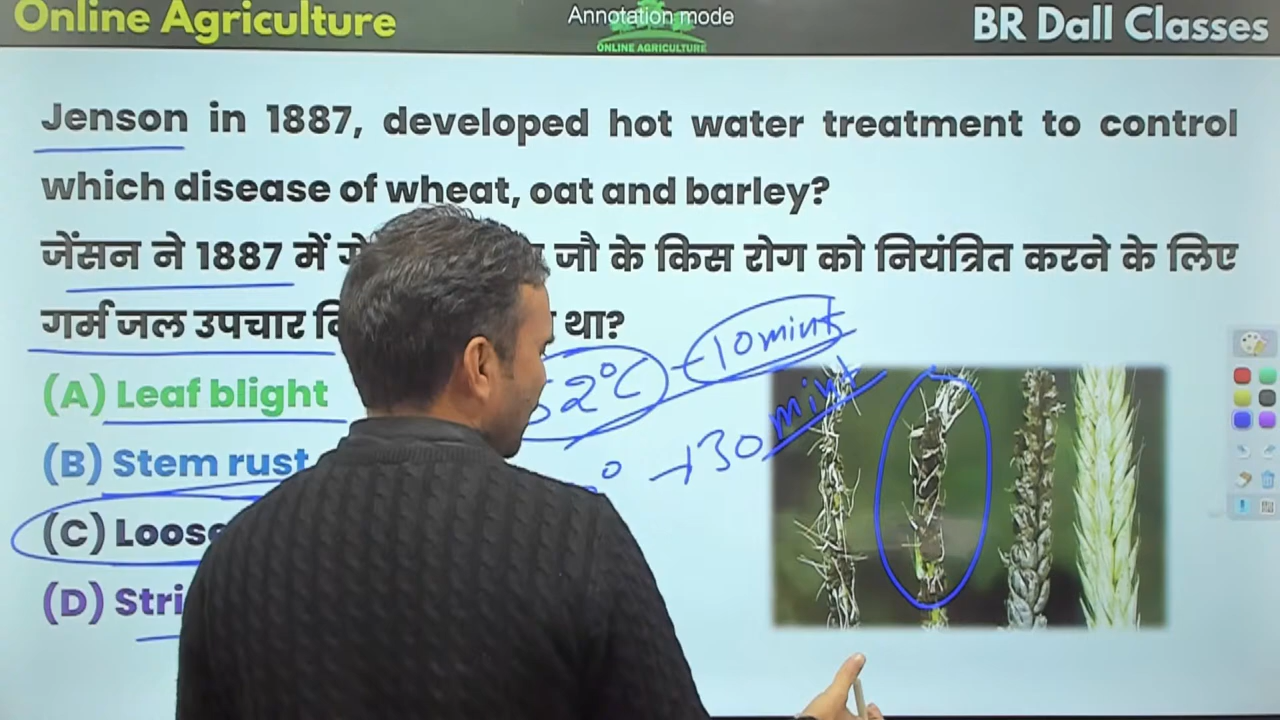 Online Agriculture
Annotation mode
ONLINE AGRICULTURE
BR Dall Classes
Jenson in 1887, developed hot water treatment to control
which disease of wheat, oat and barley?
जेंसन ने 1887 में जौ के किस रोग को नियंत्रित करने के लिए
गर्म जल उपचार था?
(A) Leaf blight
(B) Stem rust
(C) Loose
(D) Stri
52°C - 10 mint
30 mint